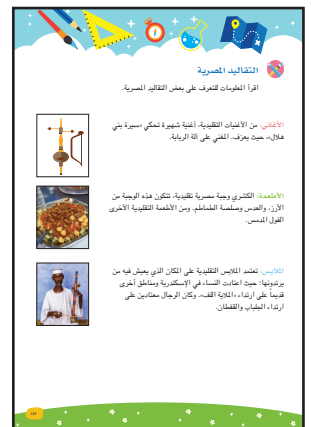 التقاليد المصرية
اقرأ المعلومات للتعرف على بعض التقاليد المصرية.
الأغاني: من الأغنيات التقليدية، أغنية شهيرة تحكي «سيرة بني
هلال»، حيث يعزف. المغني على آلة الربابة.
الأطعمة: الكشري وجبة مصرية تقليدية، تتكون هذه الوجبة من
الأرز، والعدس وصلصة الطماطم. ومن الأطعمة التقليدية الأخرى
الفول المدمس.
الملابس: تعتمد الملابس التقليدية على المكان الذي يعيش فيه من
يرتدونها؛ حيث اعتادت النساء في الإسكندرية ومناطق أخرى
قديماً على ارتداء «الملاية اللف». وكان الرجال معتادين على
ارتداء الجلباب والقفطان.